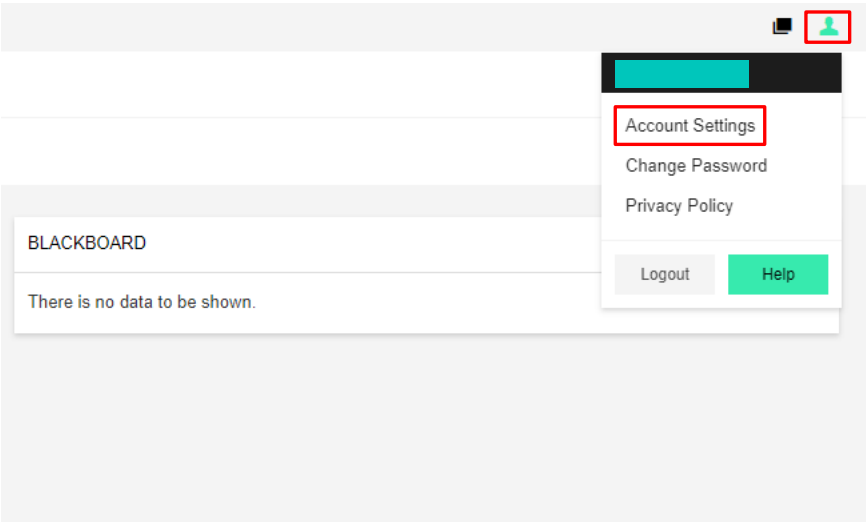 Account Settings
Change Password
Privacy Policy
BLACKBOARD
Logout Help
There is no data to be shown.